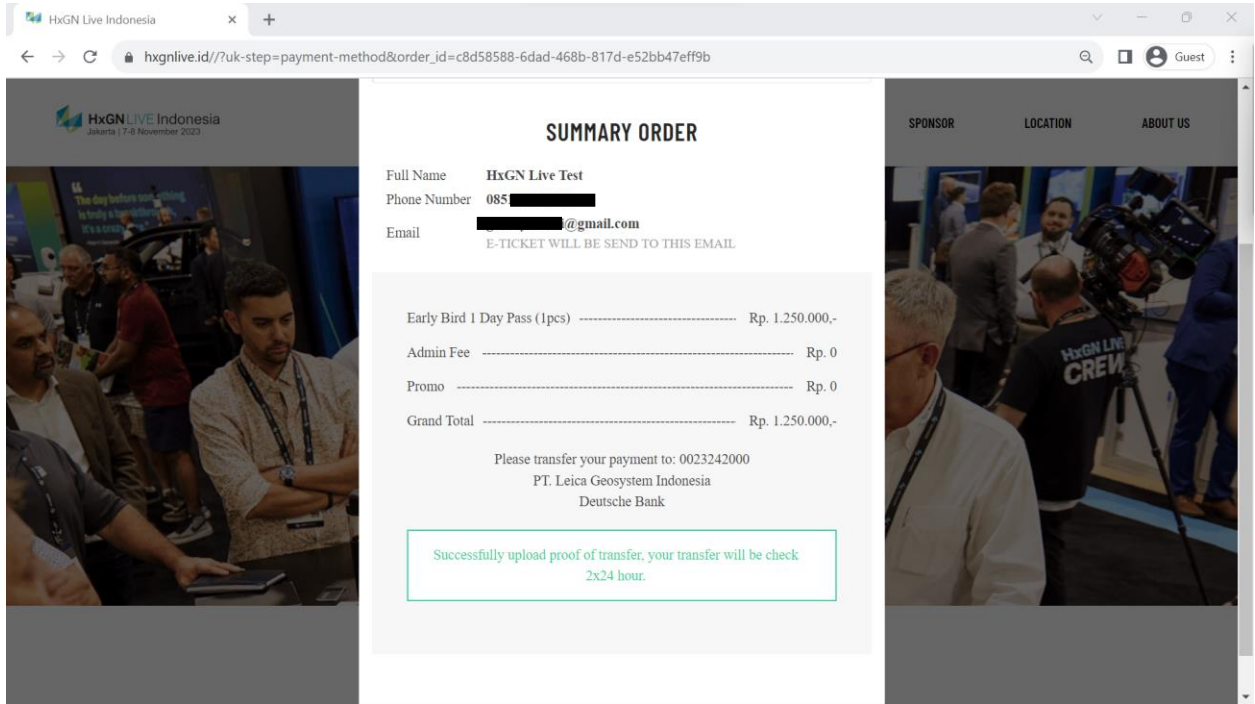 HxGN Live Indonesia
hxgnlive.id//?uk-step=payment-method&order_id=c8d58588-6dad-468b-817d-e52bb47eff9b
Guest
HxGN LIVE Indonesia
Jakarta | 7-8 November 2023
SPONSOR
LOCATION
ABOUT US
SUMMARY ORDER
Full Name HxGN Live Test
Phone Number 085
Email @gmail.com
E-TICKET WILL BE SEND TO THIS EMAIL
Early Bird 1 Day Pass (1pcs) Rp. 1.250.000,-
Admin Fee Rp. 0
Promo Rp. 0
Grand Total Rp. 1.250.000,-
Please transfer your payment to: 0023242000
PT. Leica Geosystem Indonesia
Deutsche Bank
Successfully upload proof of transfer, your transfer will be check
2x24 hour.
The day before
is truly a
HxGN LIVE
CREW